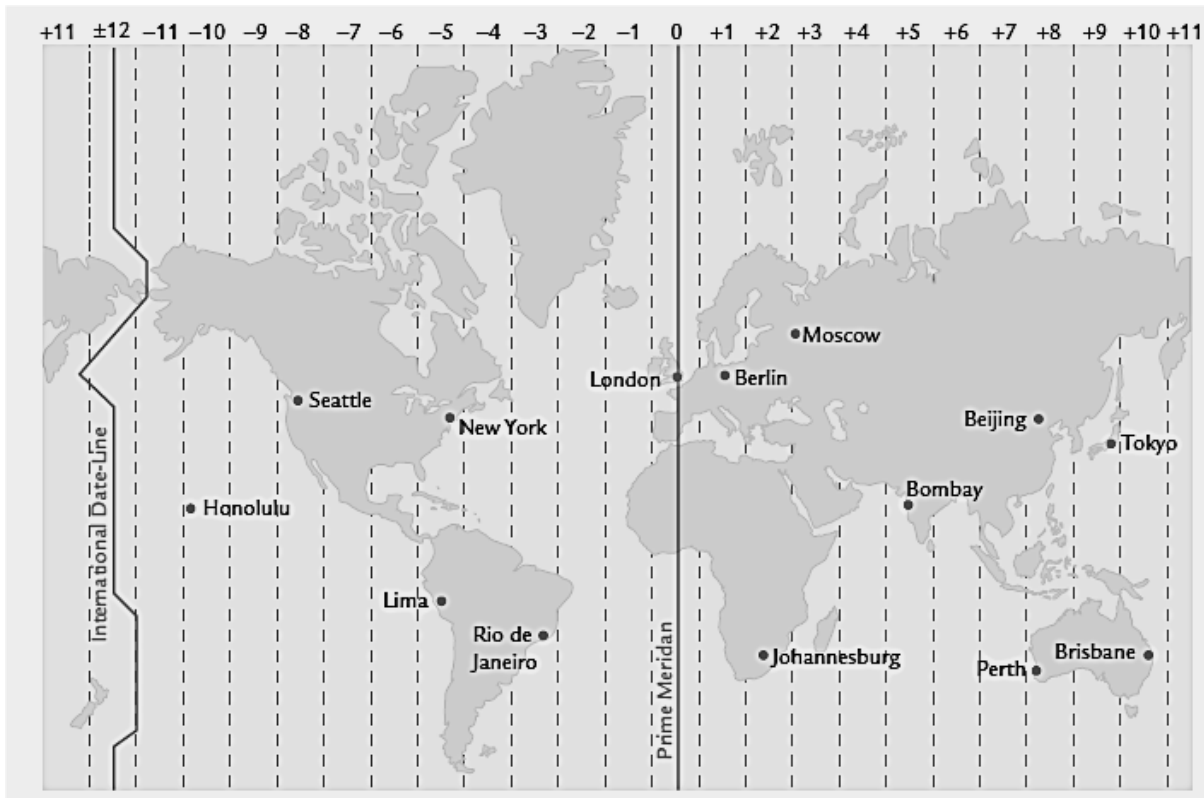 +11 ±12 −11 −10 −9 −8 −7 −6 −5 −4 −3 −2 −1 0 +1 +2 +3 +4 +5 +6 +7 +8 +9 +10 +11
Moscow
London
Berlin
Seattle
New York
Beijing
Tokyo
Bombay
Honolulu
International Date-Line
Lima
Rio de
Janeiro
Prime Meridan
Johannesburg
Perth
Brisbane